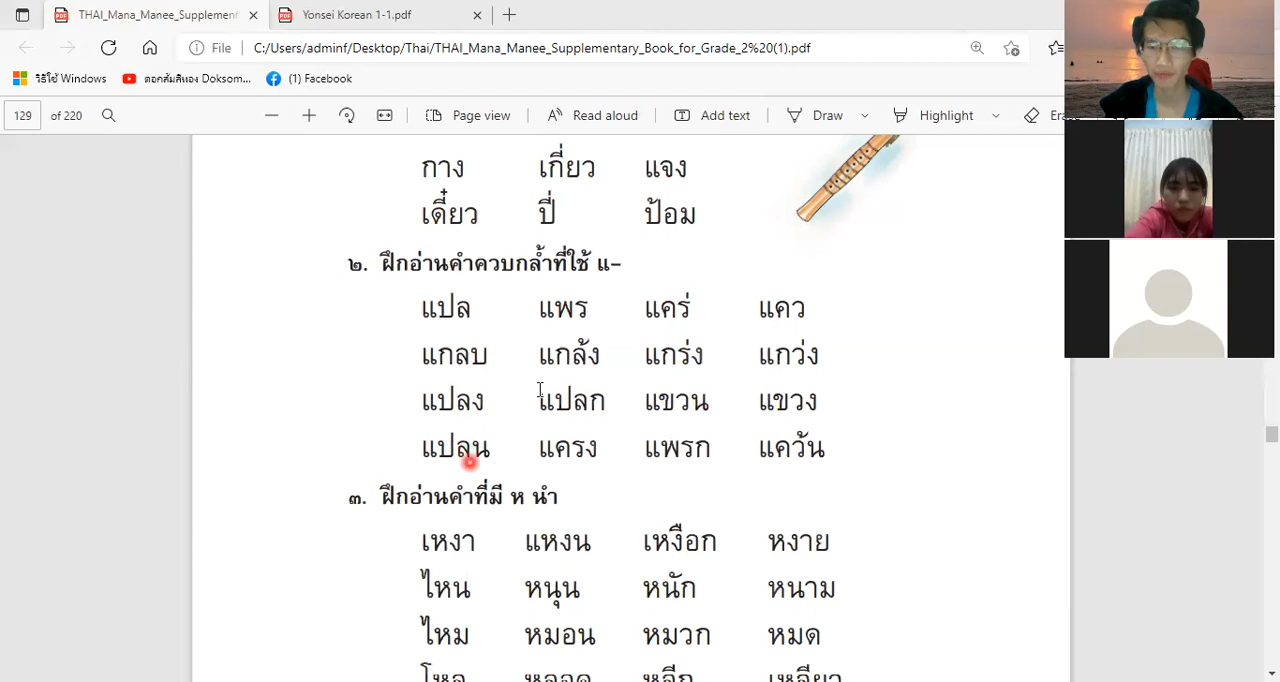 THAI_Mana_Manee_Supplement
Yonsei Korean 1-1.pdf
File C:/Users/adminf/Desktop/Thai/THAI_Mana_Manee_Supplementary_Book_for_Grade_2%20(1).pdf
วิธีใช้ Windows ดอกส้มสีทอง Doksom... (1) Facebook
129 of 220 Page view Read aloud Add text Draw Highlight
กาง เกี่ยว แจง
เดี๋ยว ปี่ ป้อม
๒. ฝึกอ่านคำควบกล้ำที่ใช้ แ–
แปล แพร แคร่ แคว
แกลบ แกล้ง แกร่ง แกว่ง
แปลง แปลก แขวน แขวง
แปลน แครง แพรก แคว้น
๓. ฝึกอ่านคำที่มี ห นำ
เหงา แหงน เหงือก หงาย
ไหน หนุน หนัก หนาม
ไหม หมอน หมวก หมด